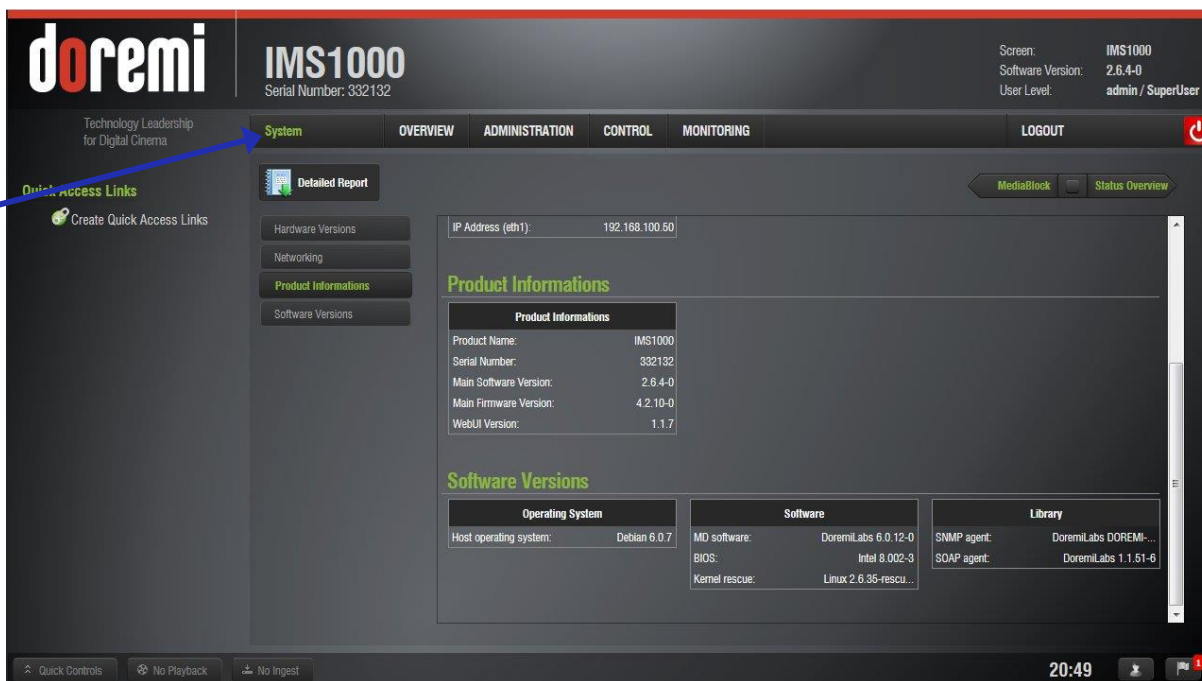 doremi
Technology Leadership
for Digital Cinema
IMS1000
Serial Number: 332132
Screen: IMS1000
Software Version: 2.6.4-0
User Level: admin / SuperUser
System OVERVIEW ADMINISTRATION CONTROL MONITORING LOGOUT
Quick Access Links
Create Quick Access Links
Detailed Report
MediaBlock Status Overview
Hardware Versions
Networking
Product Informations
Software Versions
IP Address (eth1): 192.168.100.50
Product Informations
Product Informations
Product Name: IMS1000
Serial Number: 332132
Main Software Version: 2.6.4-0
Main Firmware Version: 4.2.10-0
WebUI Version: 1.1.7
Software Versions
Operating System
Host operating system: Debian 6.0.7
Software
MD software: DoremiLabs 6.0.12-0
BIOS: Intel 8.002-3
Kernel rescue: Linux 2.6.35-rescu...
Library
SNMP agent: DoremiLabs DOREMI-...
SOAP agent: DoremiLabs 1.1.51-6
Quick Controls No Playback No Ingest 20:49 1